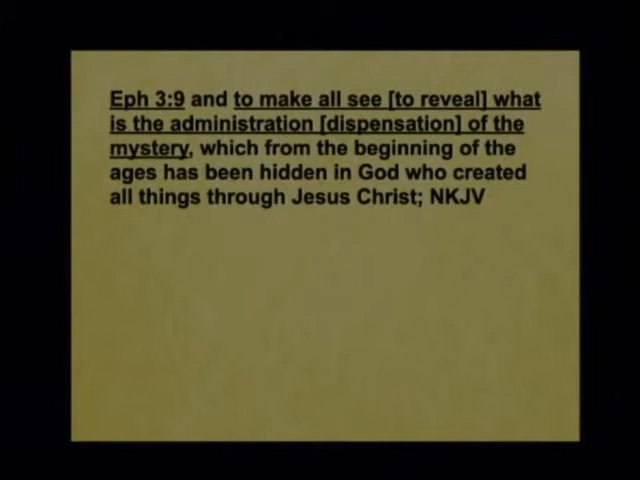 Eph 3:9 and to make all see [to reveal] what
is the administration [dispensation] of the
mystery, which from the beginning of the
ages has been hidden in God who created
all things through Jesus Christ; NKJV